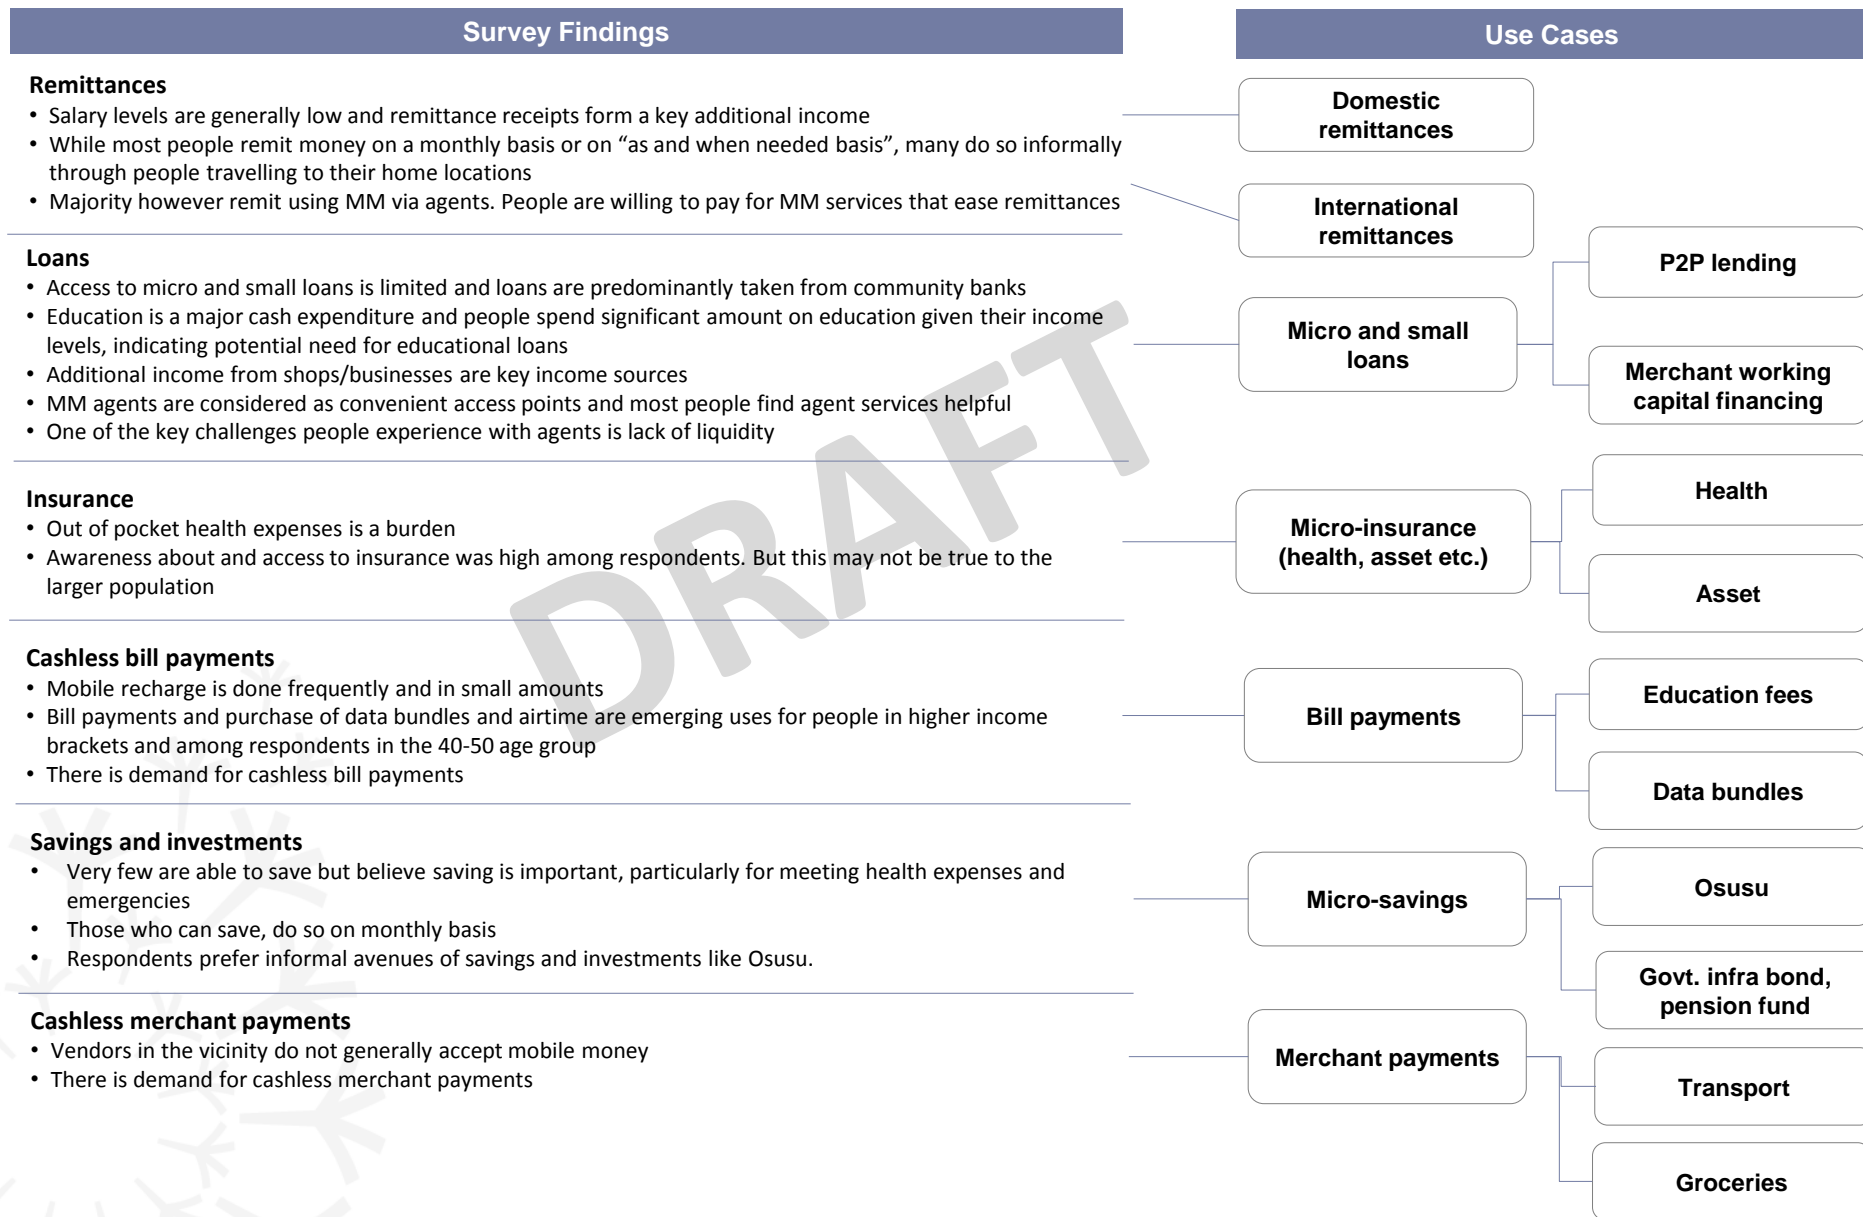 Survey Findings
Use Cases
Remittances
• Salary levels are generally low and remittance receipts form a key additional income
• While most people remit money on a monthly basis or on “as and when needed basis”, many do so informally
through people travelling to their home locations
• Majority however remit using MM via agents. People are willing to pay for MM services that ease remittances
Domestic
remittances
International
remittances
Loans
• Access to micro and small loans is limited and loans are predominantly taken from community banks
• Education is a major cash expenditure and people spend significant amount on education given their income
levels, indicating potential need for educational loans
• Additional income from shops/businesses are key income sources
• MM agents are considered as convenient access points and most people find agent services helpful
• One of the key challenges people experience with agents is lack of liquidity
Micro and small
loans
P2P lending
Merchant working
capital financing
Insurance
• Out of pocket health expenses is a burden
• Awareness about and access to insurance was high among respondents. But this may not be true to the
larger population
Micro-insurance
(health, asset etc.)
Health
Asset
Cashless bill payments
• Mobile recharge is done frequently and in small amounts
• Bill payments and purchase of data bundles and airtime are emerging uses for people in higher income
brackets and among respondents in the 40-50 age group
• There is demand for cashless bill payments
Bill payments
Education fees
Data bundles
Savings and investments
• Very few are able to save but believe saving is important, particularly for meeting health expenses and
emergencies
• Those who can save, do so on monthly basis
• Respondents prefer informal avenues of savings and investments like Osusu.
Micro-savings
Osusu
Govt. infra bond,
pension fund
Cashless merchant payments
• Vendors in the vicinity do not generally accept mobile money
• There is demand for cashless merchant payments
Merchant payments
Transport
Groceries
DRAFT